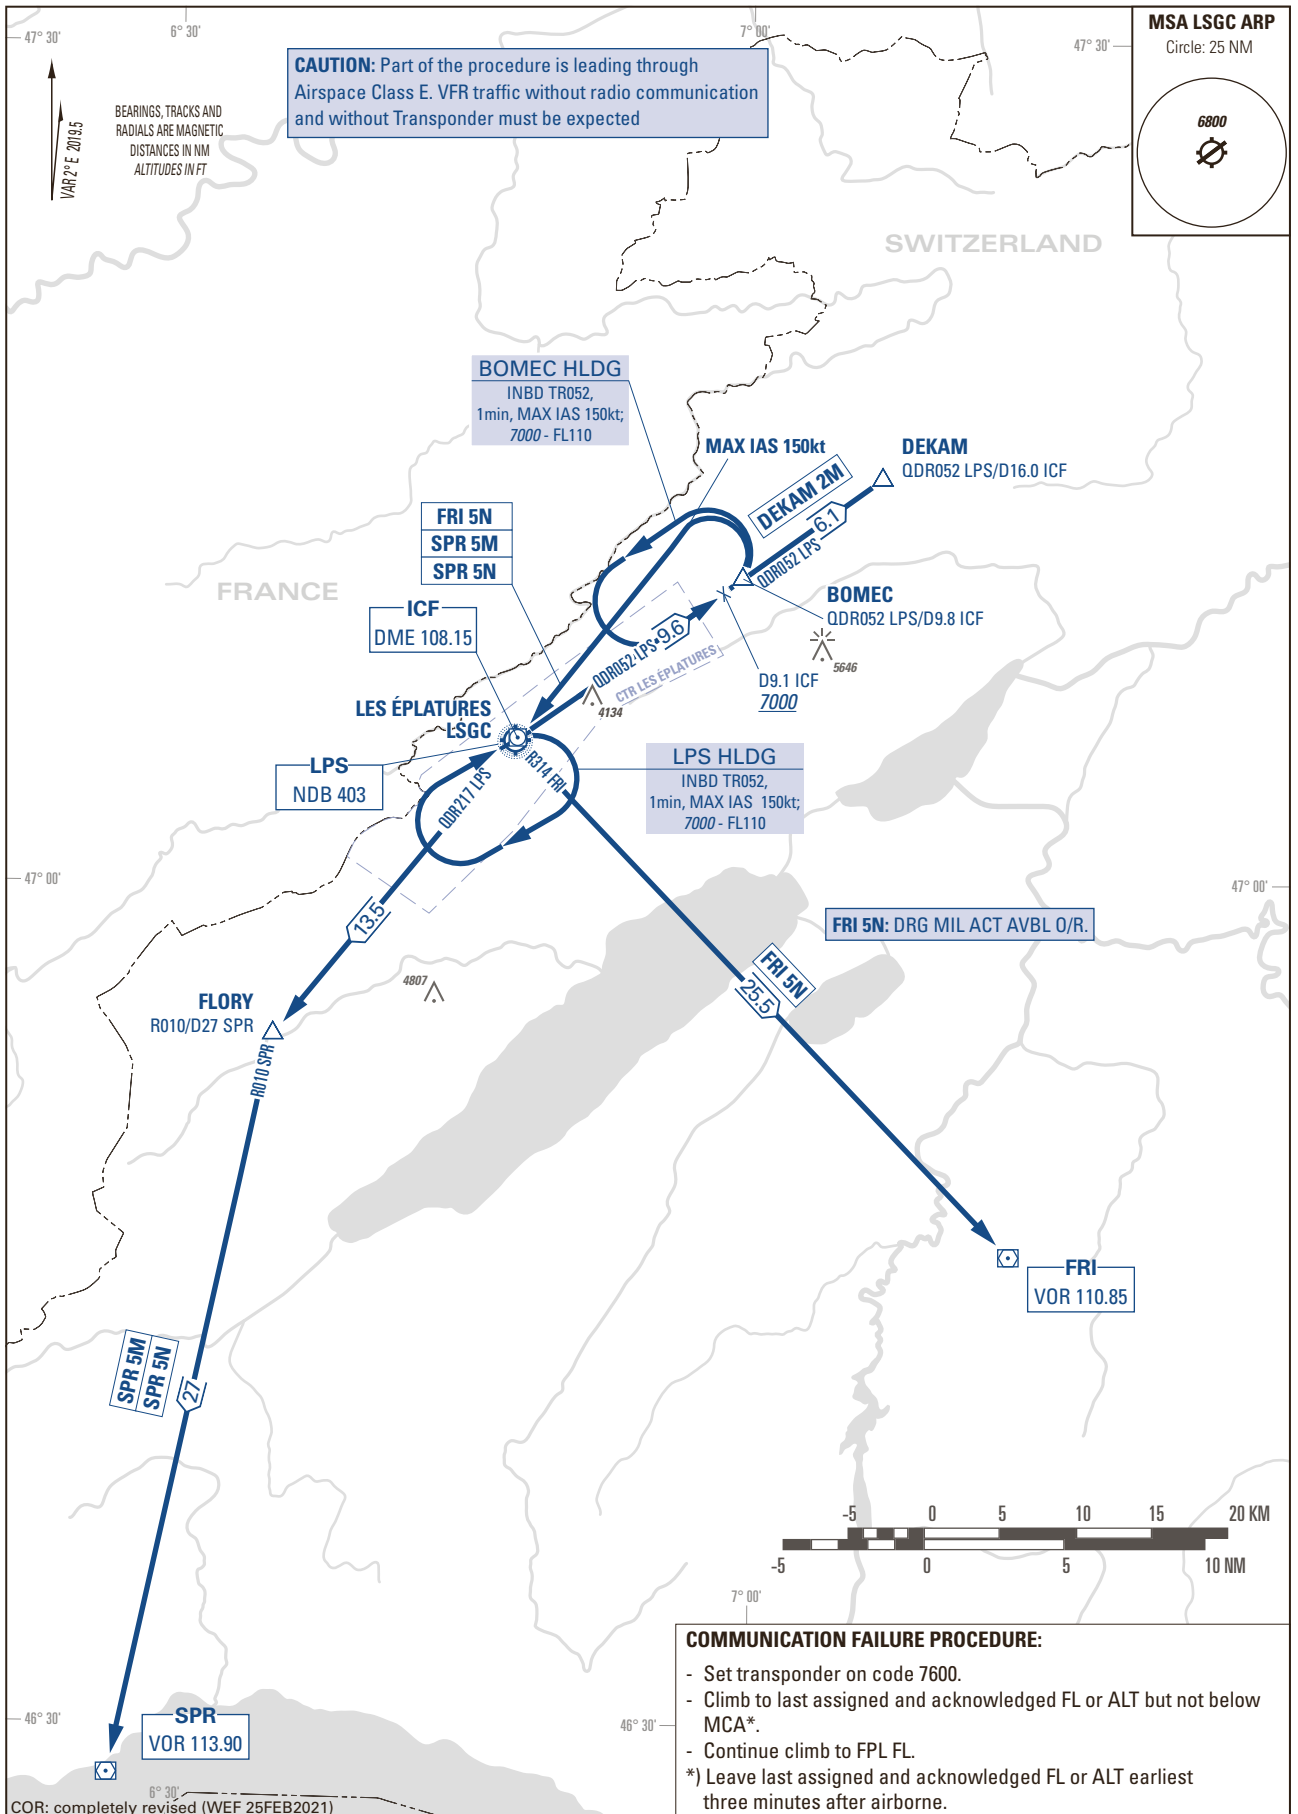 47° 30'
6° 30'
7° 00'
47° 30'
MSA LSGC ARP
Circle: 25 NM
6800
CAUTION: Part of the procedure is leading through
Airspace Class E. VFR traffic without radio communication
and without Transponder must be expected
VAR 2° E 2019.5
BEARINGS, TRACKS AND
RADIALS ARE MAGNETIC
DISTANCES IN NM
ALTITUDES IN FT
SWITZERLAND
BOMEC HLDG
INBD TR052,
1min, MAX IAS 150kt;
7000 - FL110
MAX IAS 150kt
DEKAM
QDR052 LPS/D16.0 ICF
DEKAM 2M
6.1
QDR052 LPS
FRI 5N
SPR 5M
SPR 5N
FRANCE
BOMEC
QDR052 LPS/D9.8 ICF
ICF
DME 108.15
QDR052 LPS
9.6
CTR LES ÉPLATURES
5646
D9.1 ICF
7000
4134
LES ÉPLATURES
LSGC
LPS
NDB 403
R314 FRI
QDR217 LPS
LPS HLDG
INBD TR052,
1min, MAX IAS 150kt;
7000 - FL110
47° 00'
47° 00'
13.5
FRI 5N: DRG MIL ACT AVBL O/R.
FRI 5N
25.5
4807
FLORY
R010/D27 SPR
R010 SPR
FRI
VOR 110.85
SPR 5M
SPR 5N
27
-5 0 5 10 15 20 KM
-5 0 5 10 NM
7° 00'
COMMUNICATION FAILURE PROCEDURE:
- Set transponder on code 7600.
- Climb to last assigned and acknowledged FL or ALT but not below
MCA*.
- Continue climb to FPL FL.
*) Leave last assigned and acknowledged FL or ALT earliest
three minutes after airborne.
46° 30'
46° 30'
SPR
VOR 113.90
6° 30'
COR: completely revised (WEF 25FEB2021)